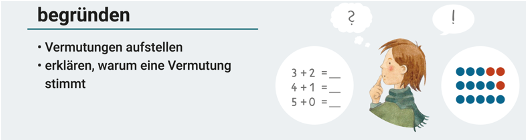 begründen
• Vermutungen aufstellen
• erklären, warum eine Vermutung
stimmt
?
!
3 + 2 = __
4 + 1 = __
5 + 0 = __